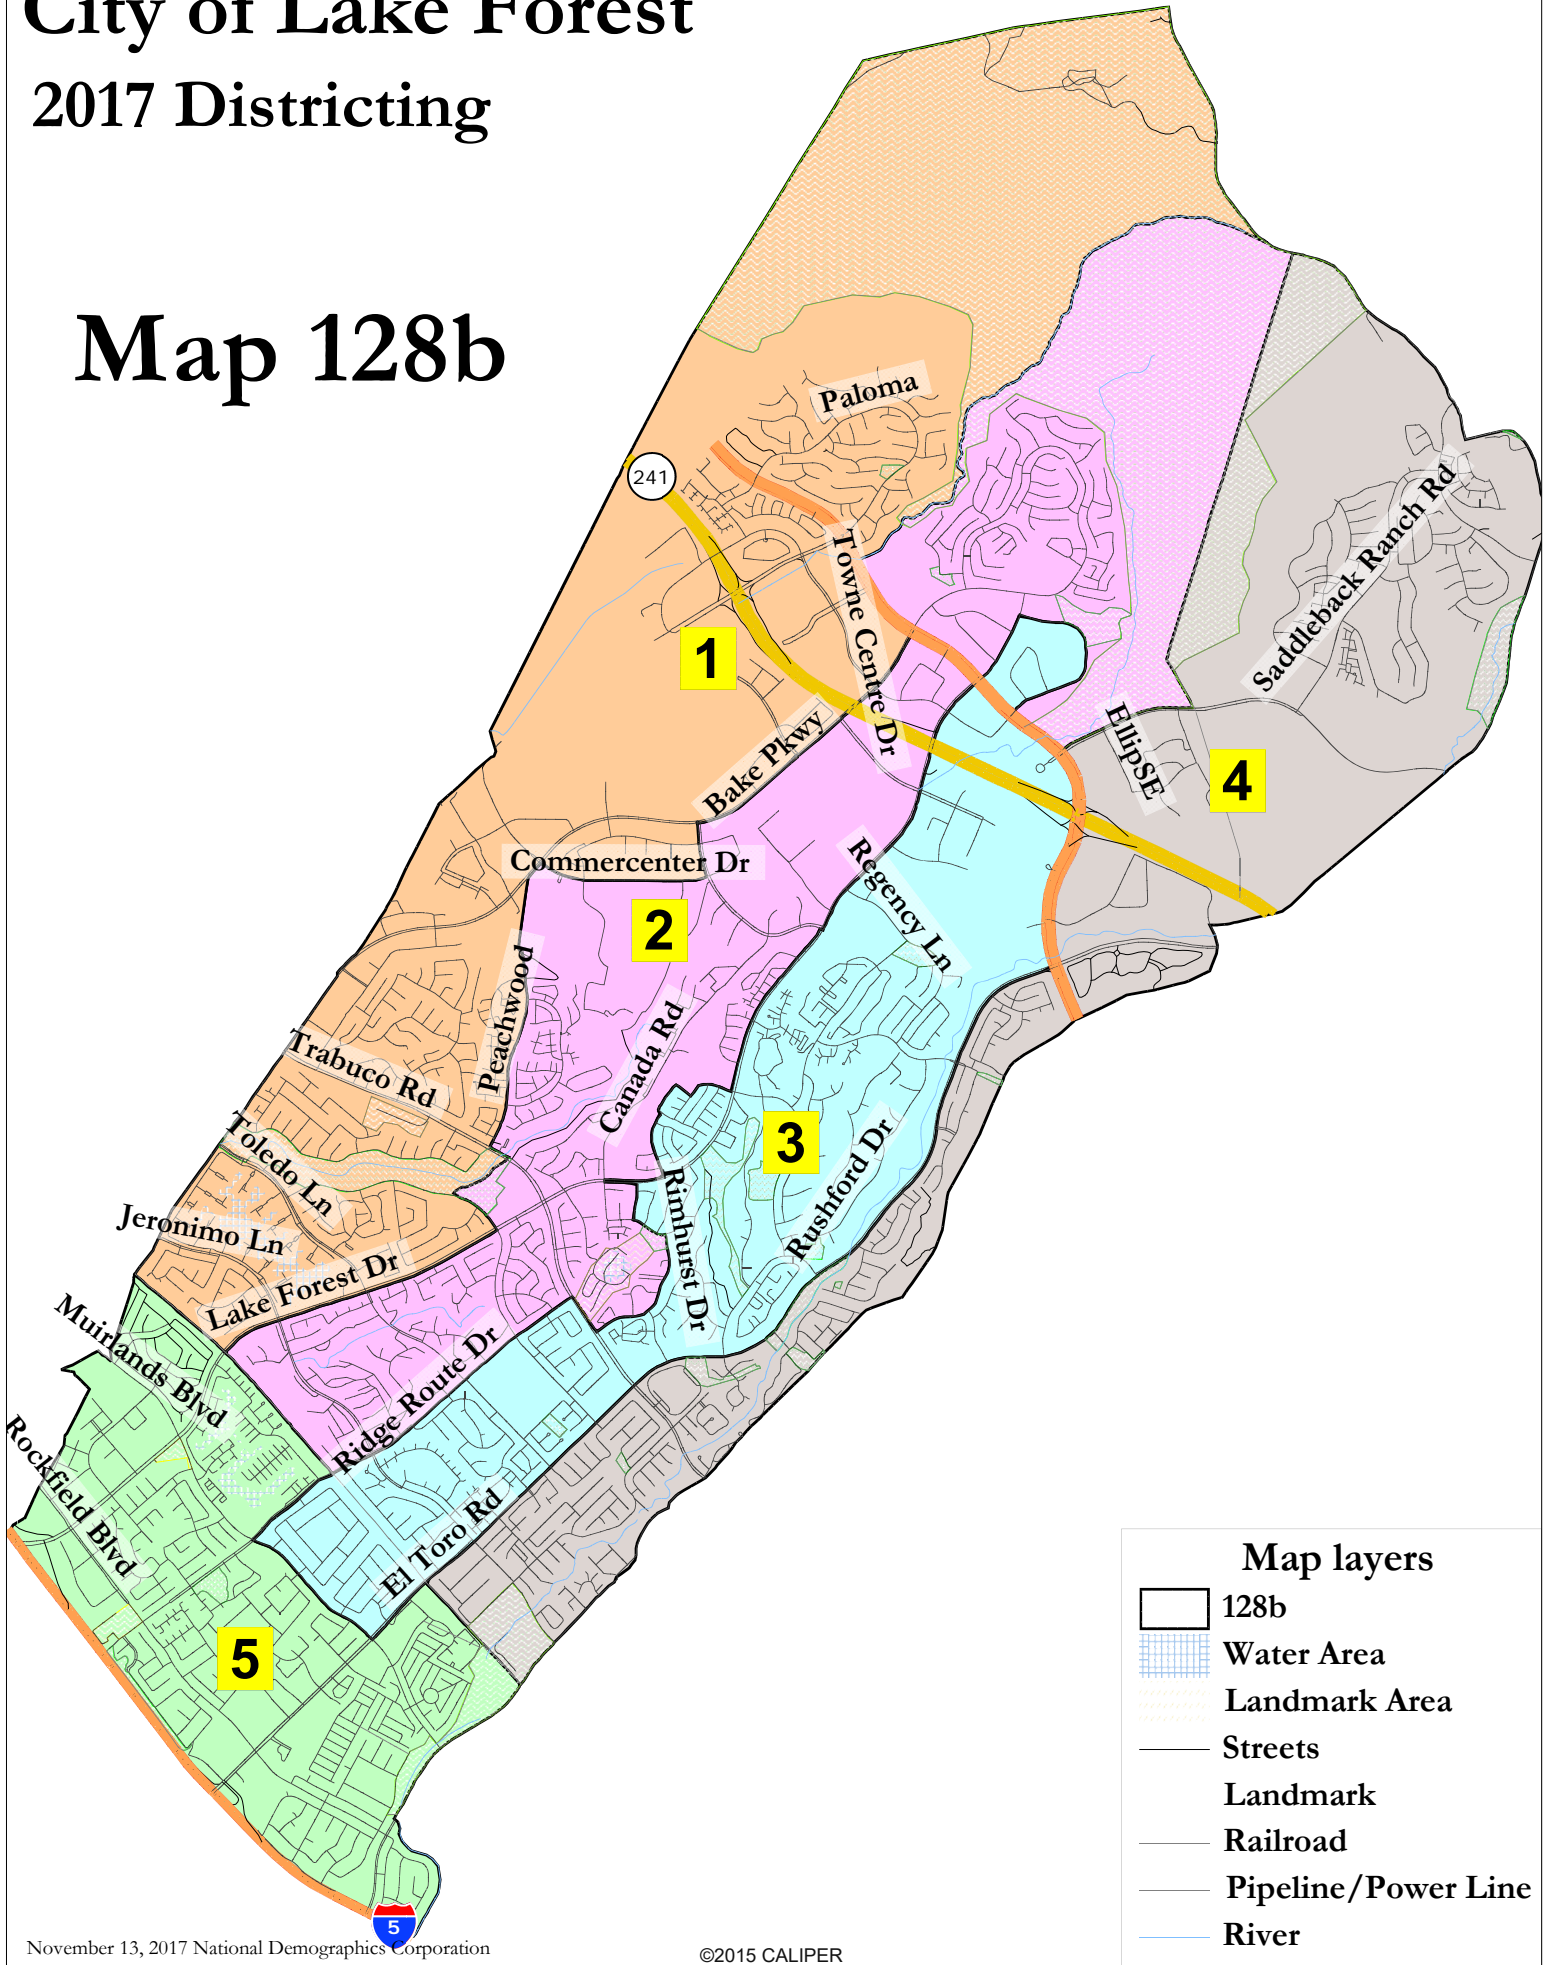 City of Lake Forest
2017 Districting
Map 128b
Paloma
241
Towne Centre Dr
Saddleback Ranch Rd
1
Bake Pkwy
EllipSE
4
Commercenter Dr
Regency Ln
2
Peachwood
Canada Rd
Trabuco Rd
3
Toledo Ln
Rimhurst Dr
Rushford Dr
Jeronimo Ln
Lake Forest Dr
Muirlands Blvd
Ridge Route Dr
Rockfield Blvd
El Toro Rd
5
Map layers
128b
Water Area
Landmark Area
Streets
Landmark
Railroad
Pipeline/Power Line
River
5
November 13, 2017 National Demographics Corporation
©2015 CALIPER